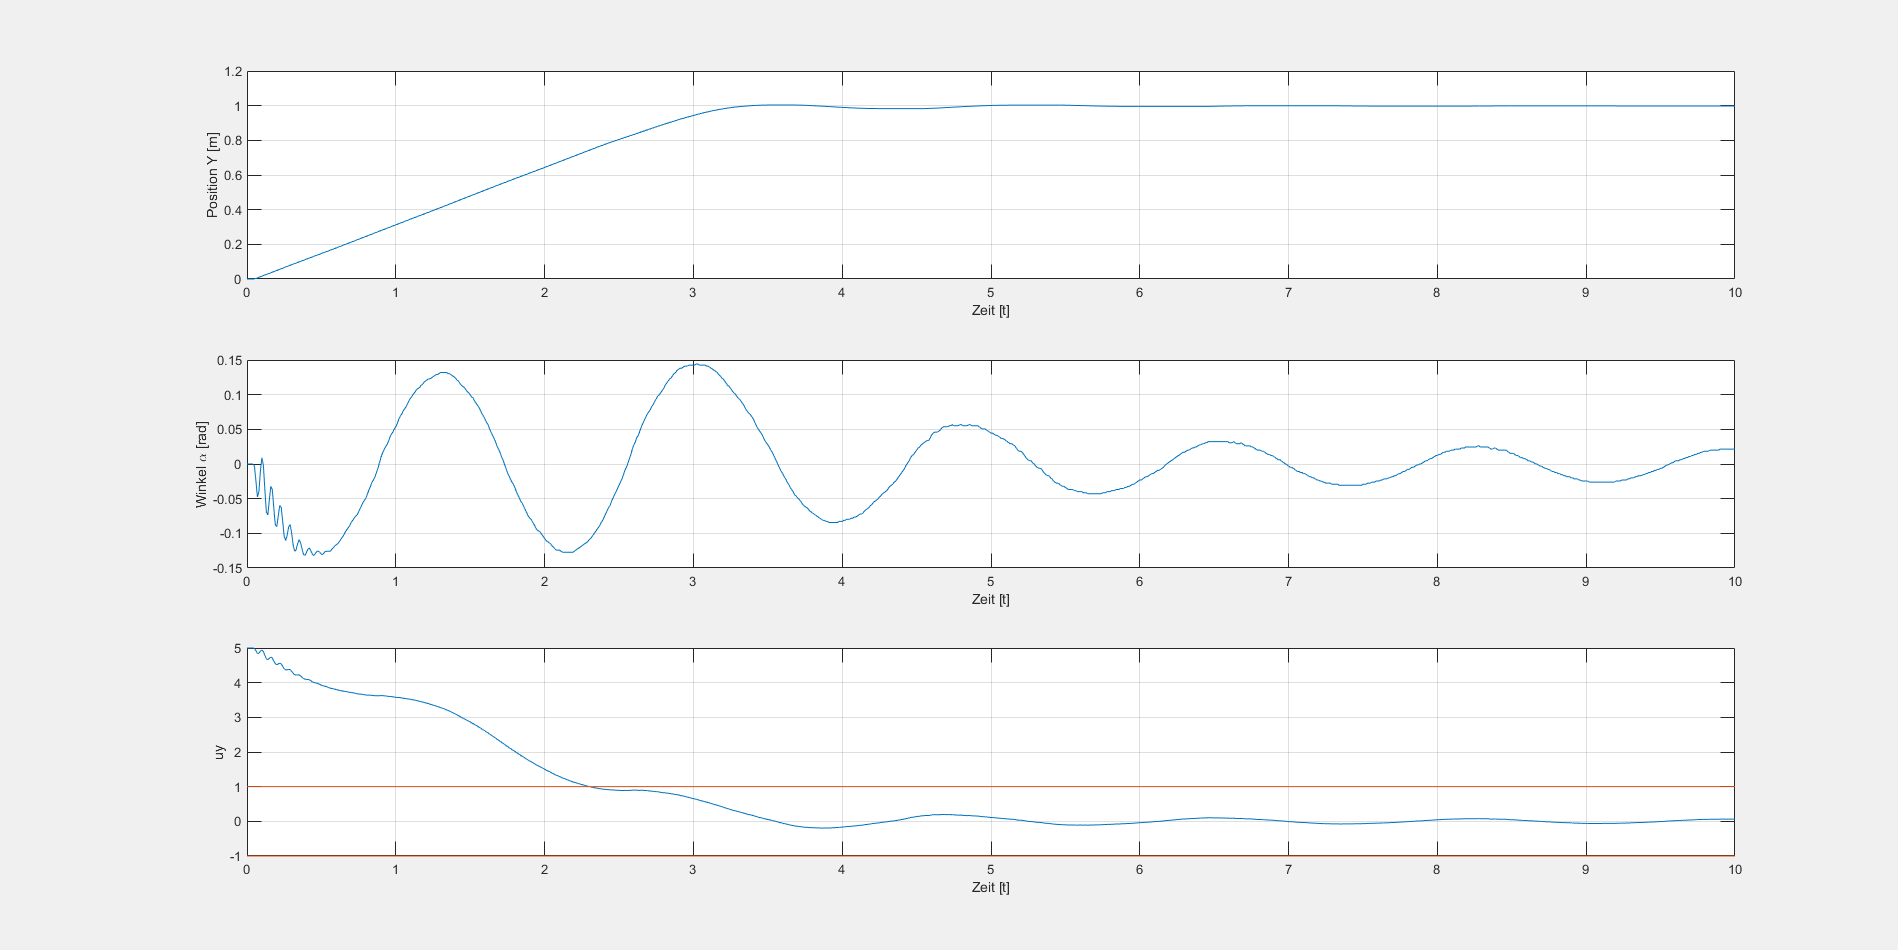 Position Y [m]
1.2
1
0.8
0.6
0.4
0.2
0
0 1 2 3 4 5 6 7 8 9 10
Zeit [t]
Winkel α [rad]
0.15
0.1
0.05
0
-0.05
-0.1
-0.15
0 1 2 3 4 5 6 7 8 9 10
Zeit [t]
uy
5
4
3
2
1
0
-1
0 1 2 3 4 5 6 7 8 9 10
Zeit [t]